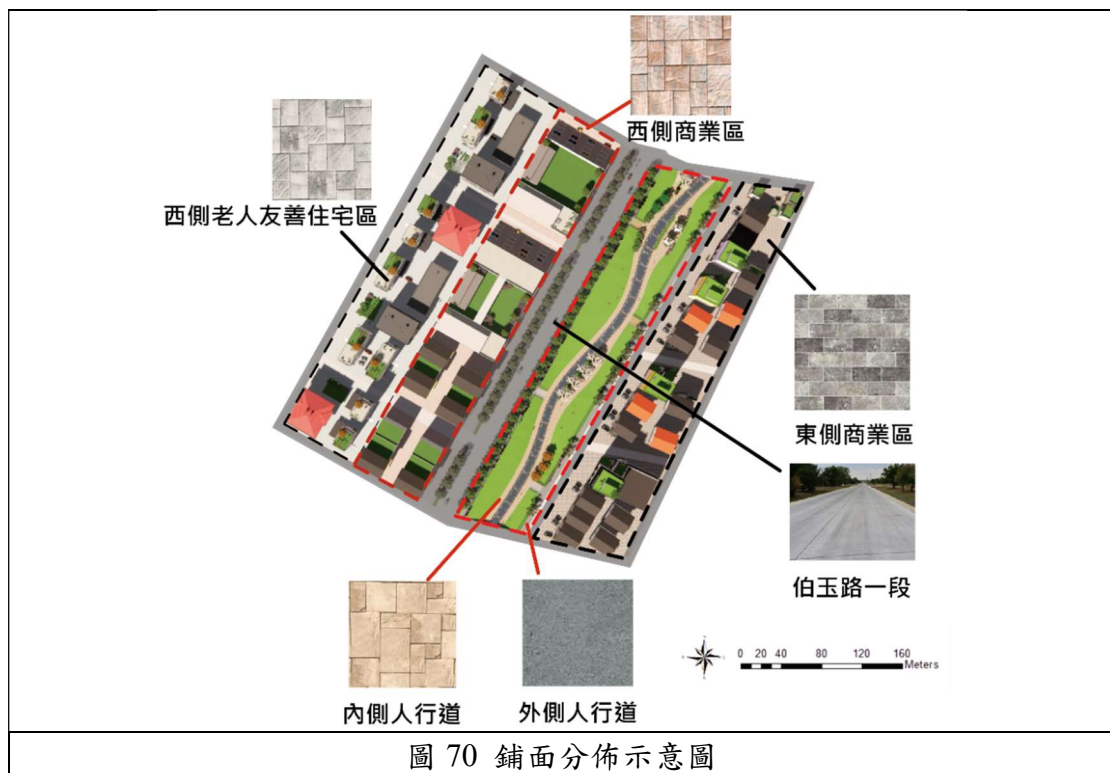 西側商業區
西側老人友善住宅區
東側商業區
伯玉路一段
內側人行道
外側人行道
0 20 40 80 120 160
Meters
圖 70 鋪面分佈示意圖